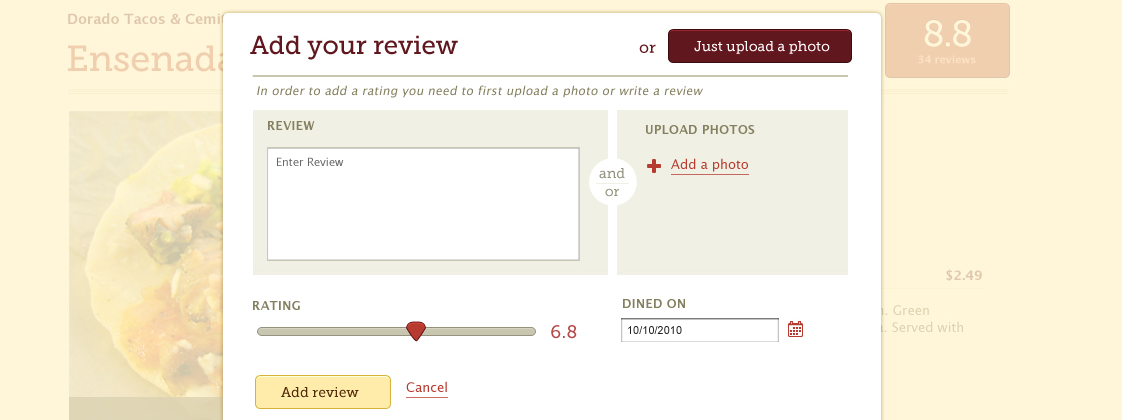 Dorado Tacos & Cemi
Ensenada
8.8
34 reviews
Add your review
or
Just upload a photo
In order to add a rating you need to first upload a photo or write a review
REVIEW
Enter Review
and
or
UPLOAD PHOTOS
Add a photo
$2.49
Green
Served with
RATING
6.8
DINED ON
10/10/2010
Add review
Cancel